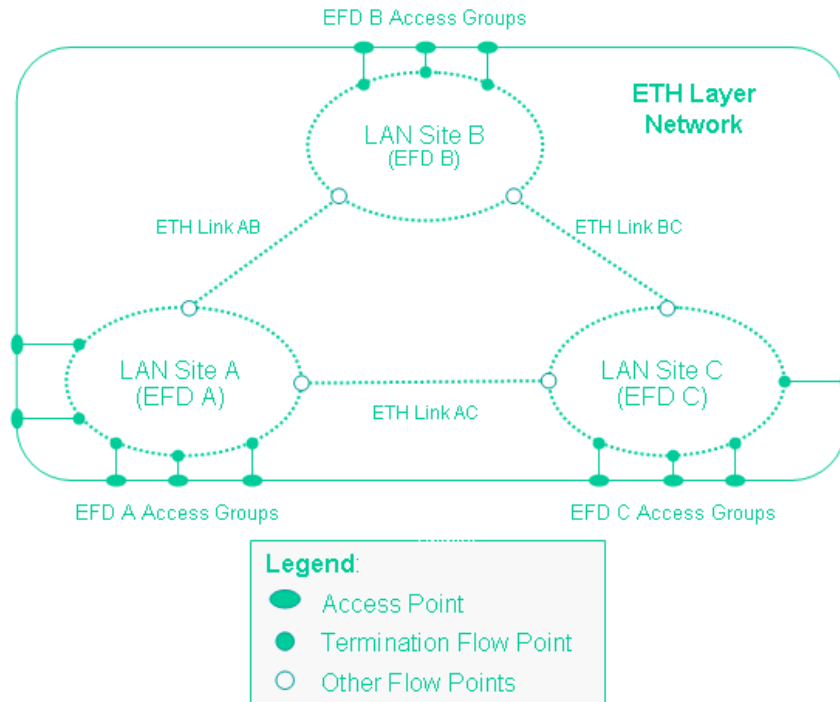 EFD B Access Groups
ETH Layer
Network
LAN Site B
(EFD B)
ETH Link AB
ETH Link BC
LAN Site A
(EFD A)
LAN Site C
(EFD C)
ETH Link AC
EFD A Access Groups
EFD C Access Groups
Legend:
Access Point
Termination Flow Point
Other Flow Points